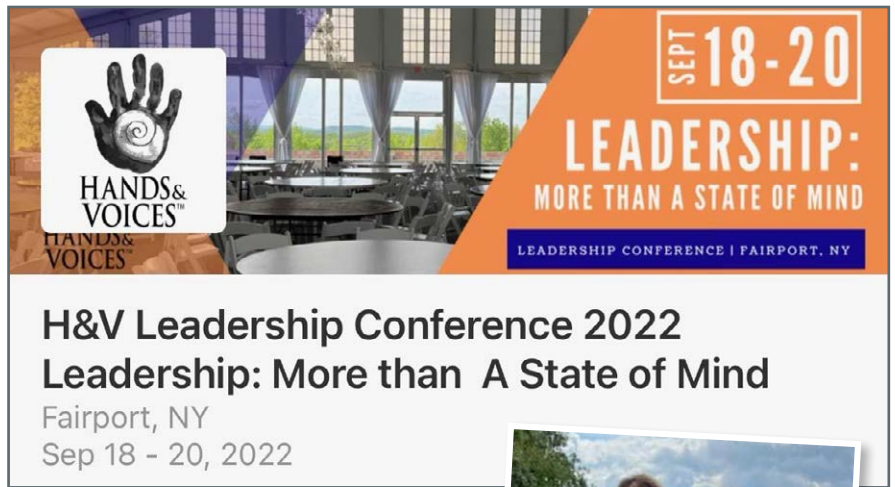 SEPT 18-20
LEADERSHIP:
MORE THAN A STATE OF MIND
LEADERSHIP CONFERENCE | FAIRPORT, NY
HANDS&
VOICES™
HANDS&
VOICES™
H&V Leadership Conference 2022
Leadership: More than A State of Mind
Fairport, NY
Sep 18 - 20, 2022